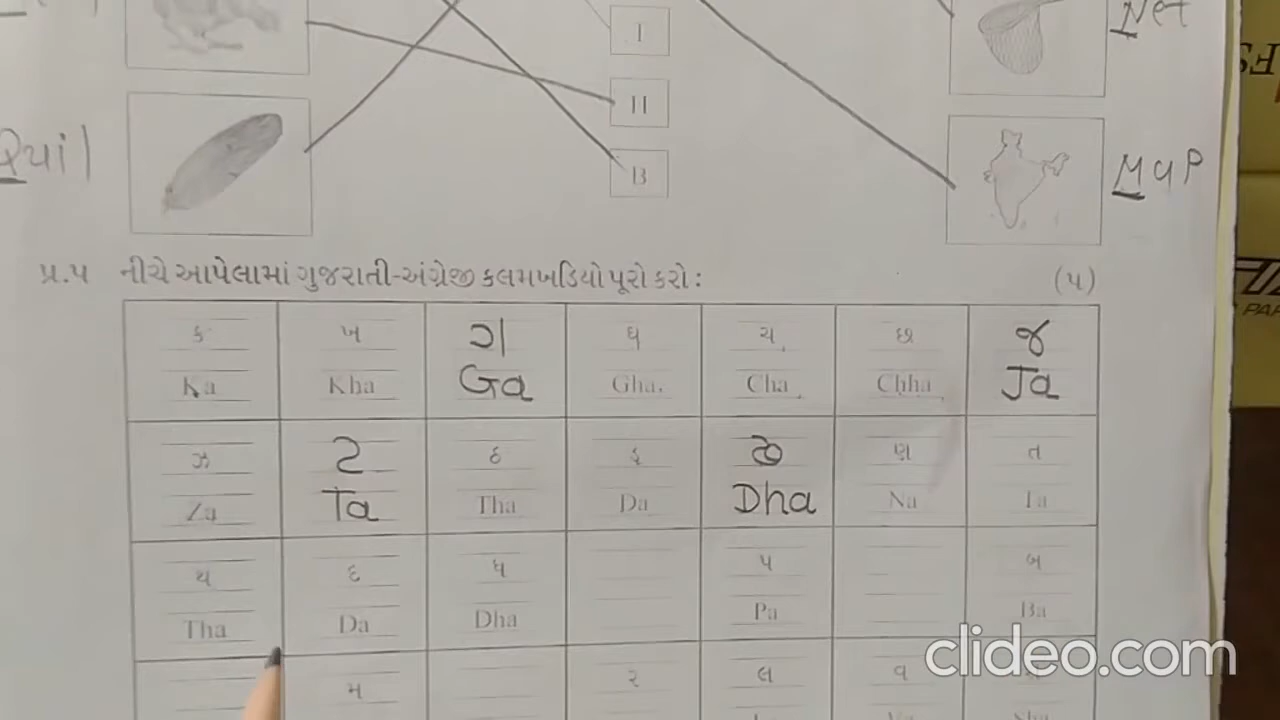 I
Net
H
Quil
B
Map
પ્ર.૫ નીચે આપેલામાં ગુજરાતી-અંગ્રેજી કલમખડિયો પૂરો કરો : (૫)
ક ખ ગ ઘ ચ છ જ
Ka Kha Ga Gha Cha Chha Ja
ઝ ટ ઠ ડ ઢ ણ ત
Za Ta Tha Da Dha Na Ta
થ દ ધ પ બ
Tha Da Dha Pa Ba
મ ર લ વ
clideo.com